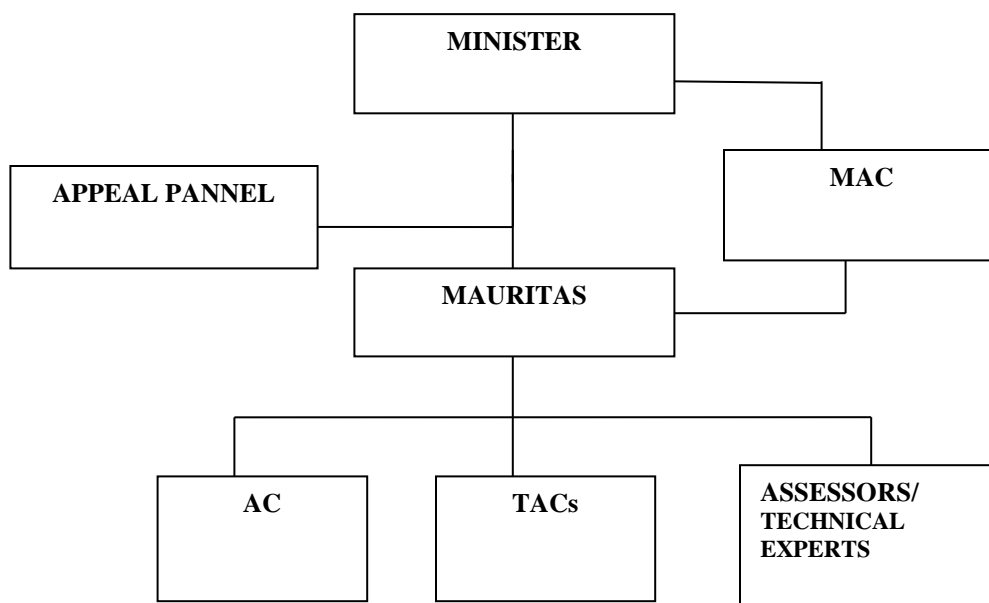 MINISTER
MAC
APPEAL PANNEL
MAURITAS
AC
TACs
ASSESSORS/
TECHNICAL
EXPERTS